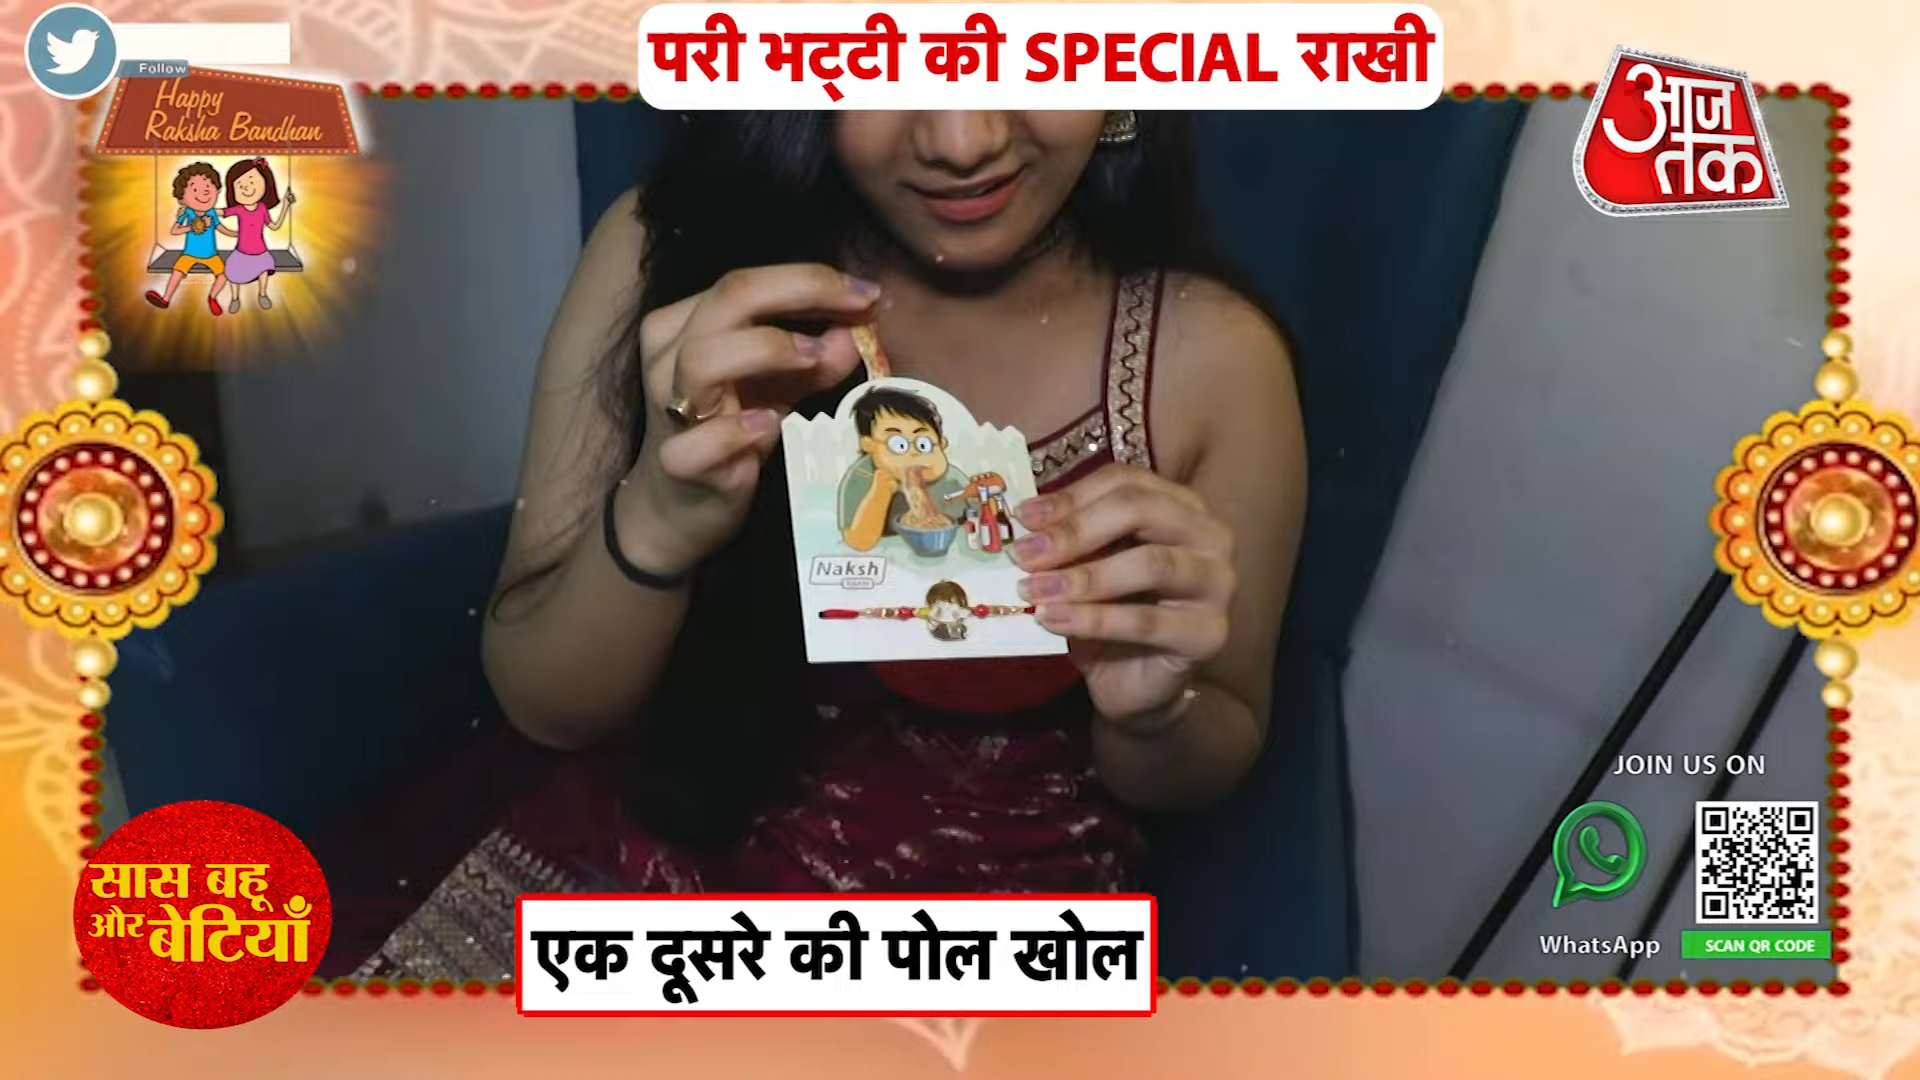 Follow
परी भट्टी की SPECIAL राखी
Happy
Raksha Bandhan
आज
तक
Naksh
JOIN US ON
WhatsApp
SCAN QR CODE
सास बहू
और बेटियाँ
एक दूसरे की पोल खोल